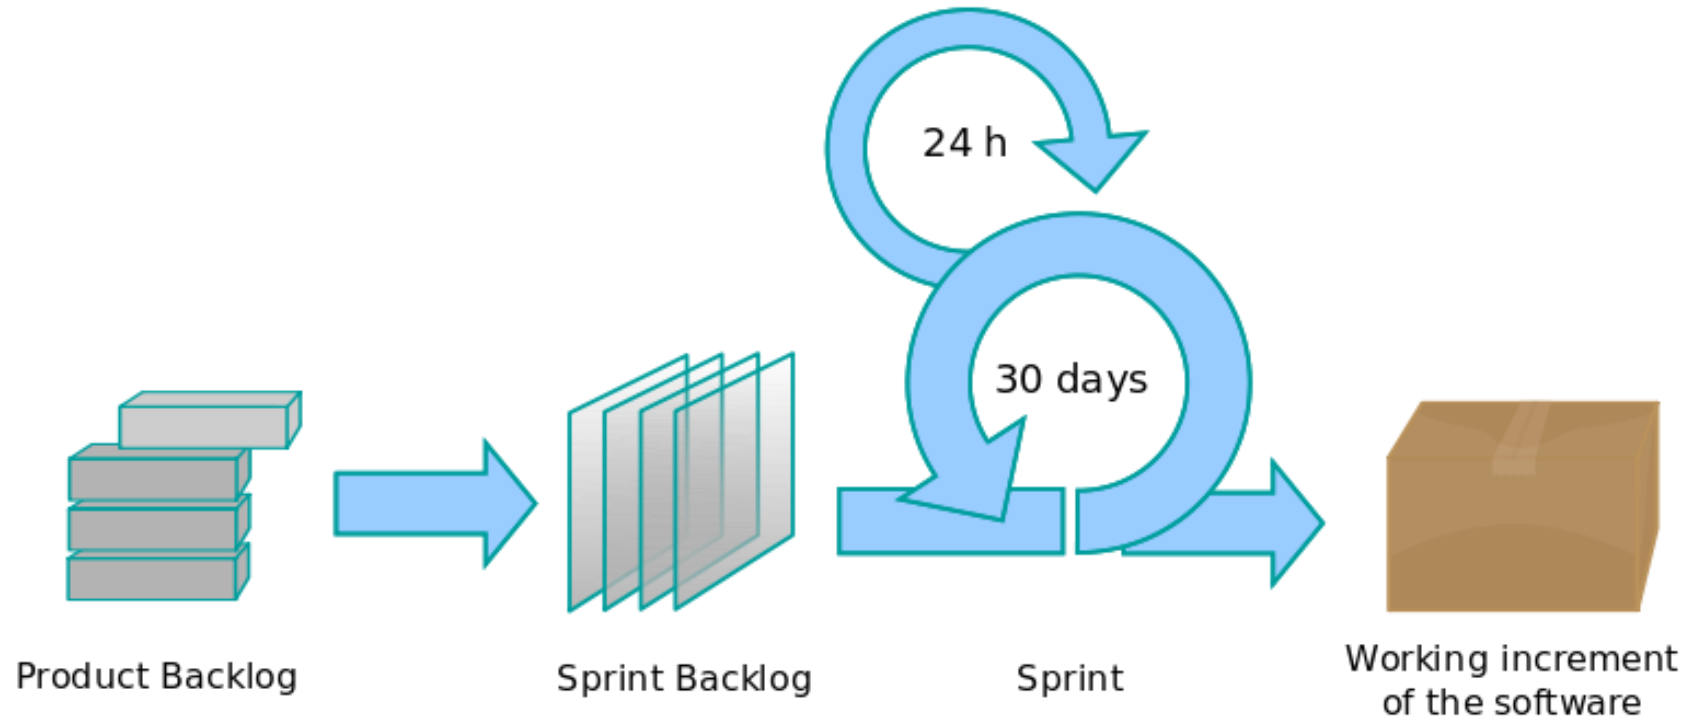 24 h
30 days
Product Backlog
Sprint Backlog
Sprint
Working increment
of the software